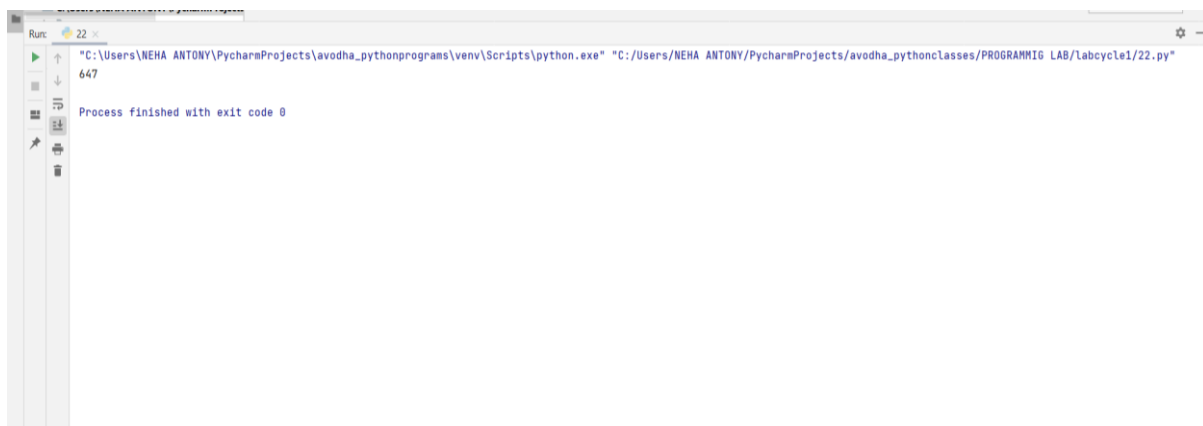 Run: 22 ×
"C:\Users\NEHA ANTONY\PycharmProjects\avodha_pythonprograms\venv\Scripts\python.exe" "C:/Users/NEHA ANTONY/PycharmProjects/avodha_pythonclasses/PROGRAMMIG LAB/labcycle1/22.py"
647
Process finished with exit code 0